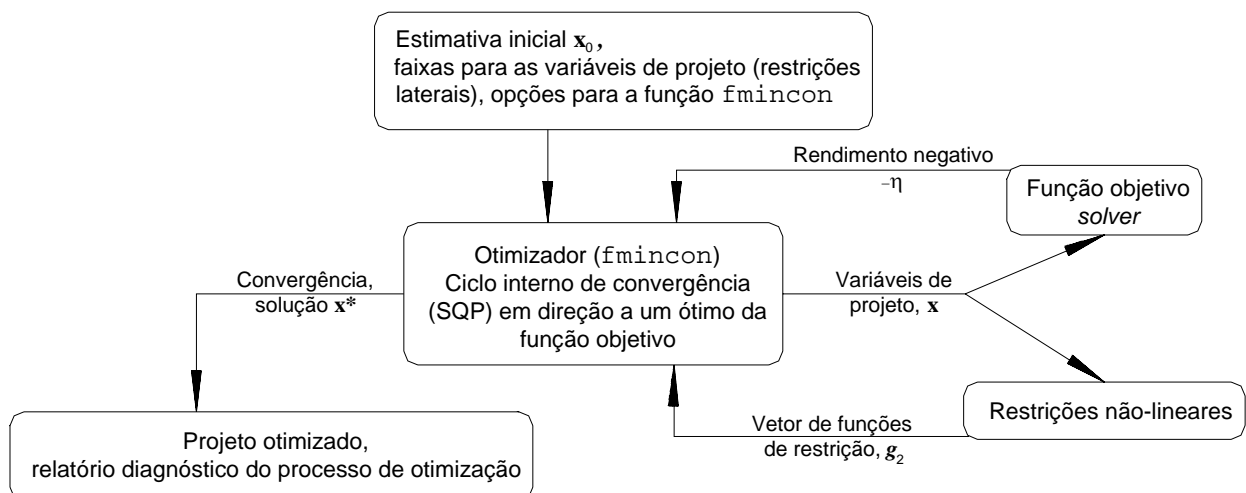 Estimativa inicial x₀,
faixas para as variáveis de projeto (restrições
laterais), opções para a função fmincon
Rendimento negativo
−η
Função objetivo
solver
Otimizador (fmincon)
Ciclo interno de convergência
(SQP) em direção a um ótimo da
função objetivo
Convergência,
solução x*
Variáveis de
projeto, x
Restrições não-lineares
Vetor de funções
de restrição, g₂
Projeto otimizado,
relatório diagnóstico do processo de otimização